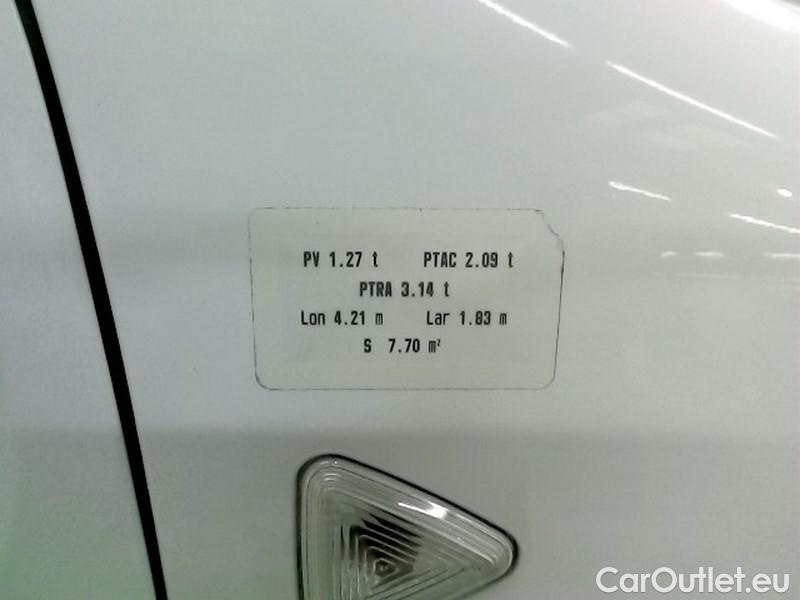 PV 1.27 t PTAC 2.09 t
PTRA 3.14 t
Lon 4.21 m Lar 1.83 m
S 7.70 m²
CarOutlet.eu